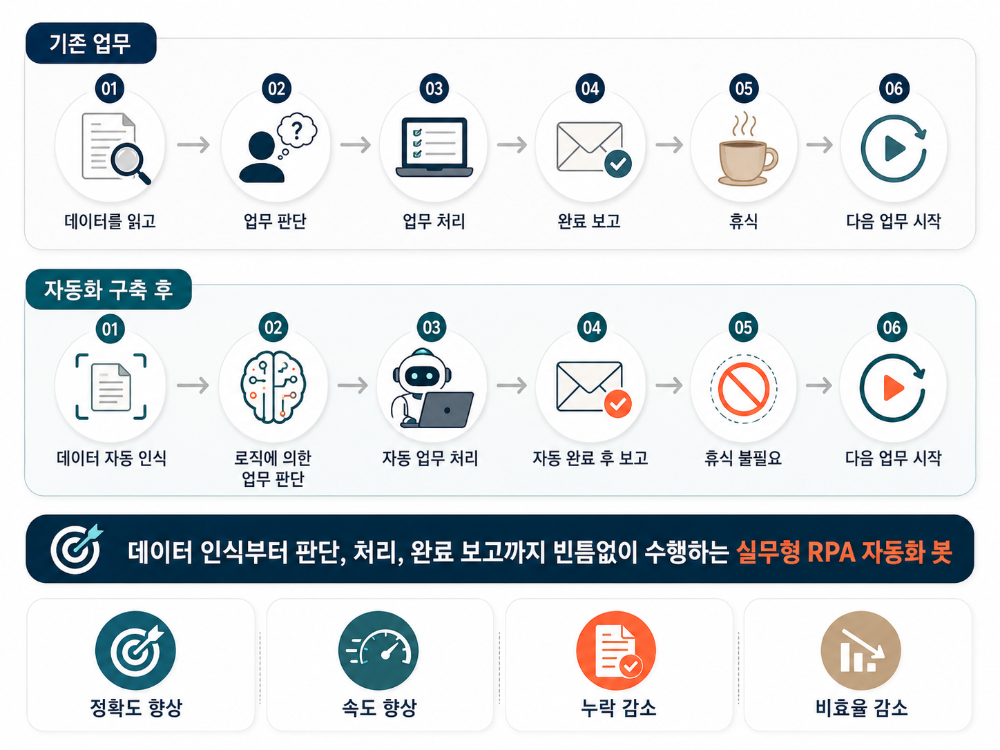 기존 업무
01
02
03
04
05
06
?
데이터를 읽고
업무 판단
업무 처리
완료 보고
휴식
다음 업무 시작
자동화 구축 후
01
02
03
04
05
06
데이터 자동 인식
로직에 의한
업무 판단
자동 업무 처리
자동 완료 후 보고
휴식 불필요
다음 업무 시작
데이터 인식부터 판단, 처리, 완료 보고까지 빈틈없이 수행하는 실무형 RPA 자동화 봇
정확도 향상
속도 향상
누락 감소
비효율 감소